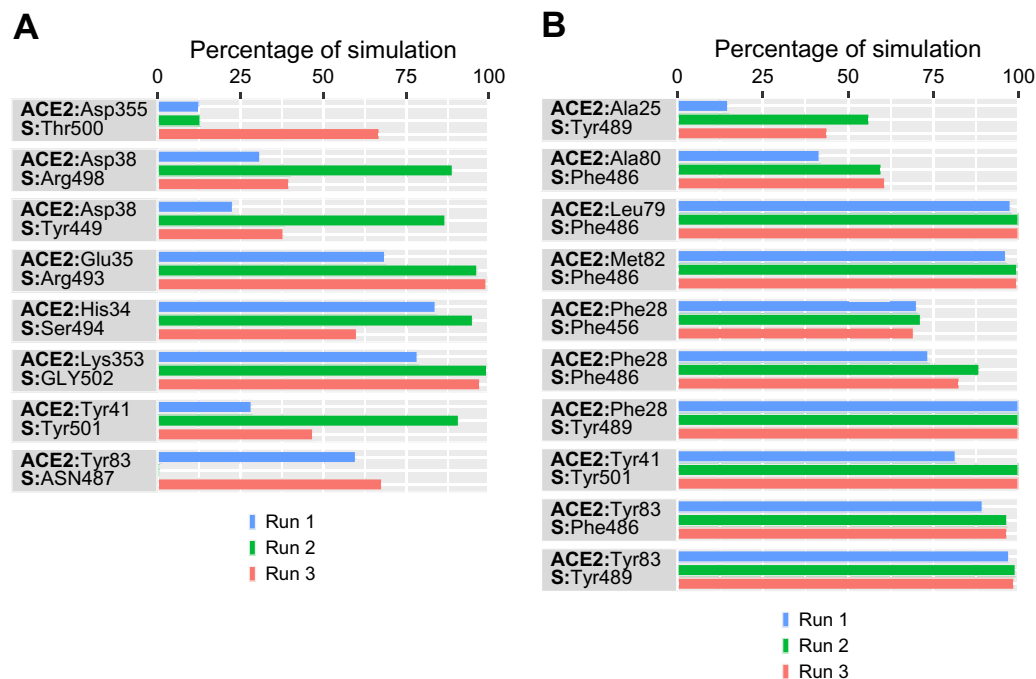 A
Percentage of simulation
0 25 50 75 100
ACE2:Asp355
S:Thr500
ACE2:Asp38
S:Arg498
ACE2:Asp38
S:Tyr449
ACE2:Glu35
S:Arg493
ACE2:His34
S:Ser494
ACE2:Lys353
S:GLY502
ACE2:Tyr41
S:Tyr501
ACE2:Tyr83
S:ASN487
Run 1
Run 2
Run 3
B
Percentage of simulation
0 25 50 75 100
ACE2:Ala25
S:Tyr489
ACE2:Ala80
S:Phe486
ACE2:Leu79
S:Phe486
ACE2:Met82
S:Phe486
ACE2:Phe28
S:Phe456
ACE2:Phe28
S:Phe486
ACE2:Phe28
S:Tyr489
ACE2:Tyr41
S:Tyr501
ACE2:Tyr83
S:Phe486
ACE2:Tyr83
S:Tyr489
Run 1
Run 2
Run 3